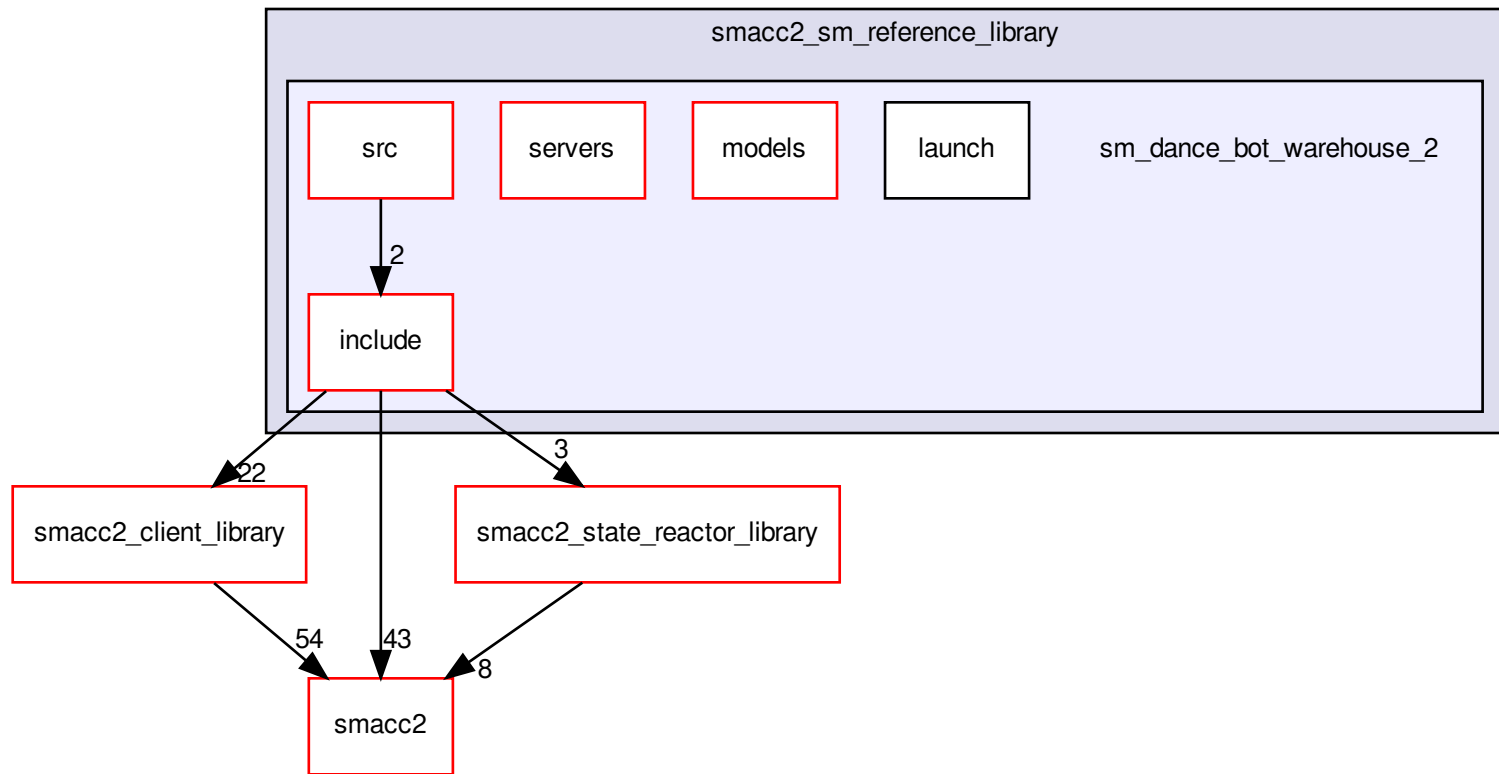 smacc2_sm_reference_library
src
servers
models
launch
sm_dance_bot_warehouse_2
2
include
22
3
smacc2_client_library
smacc2_state_reactor_library
54
43
8
smacc2